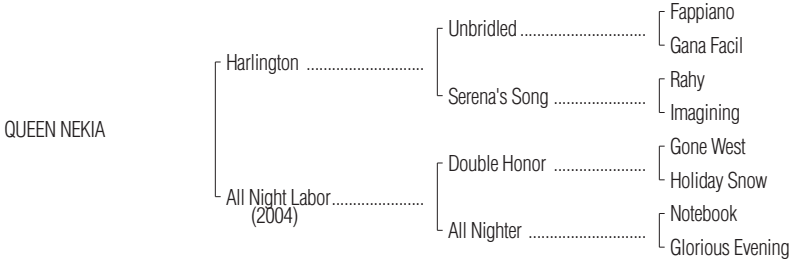 Fappiano
Unbridled ..............................
Gana Facil
Harlington ............................
Rahy
Serena's Song ......................
Imagining
QUEEN NEKIA
Gone West
Double Honor ......................
Holiday Snow
All Night Labor......................
(2004)
Notebook
All Nighter ............................
Glorious Evening